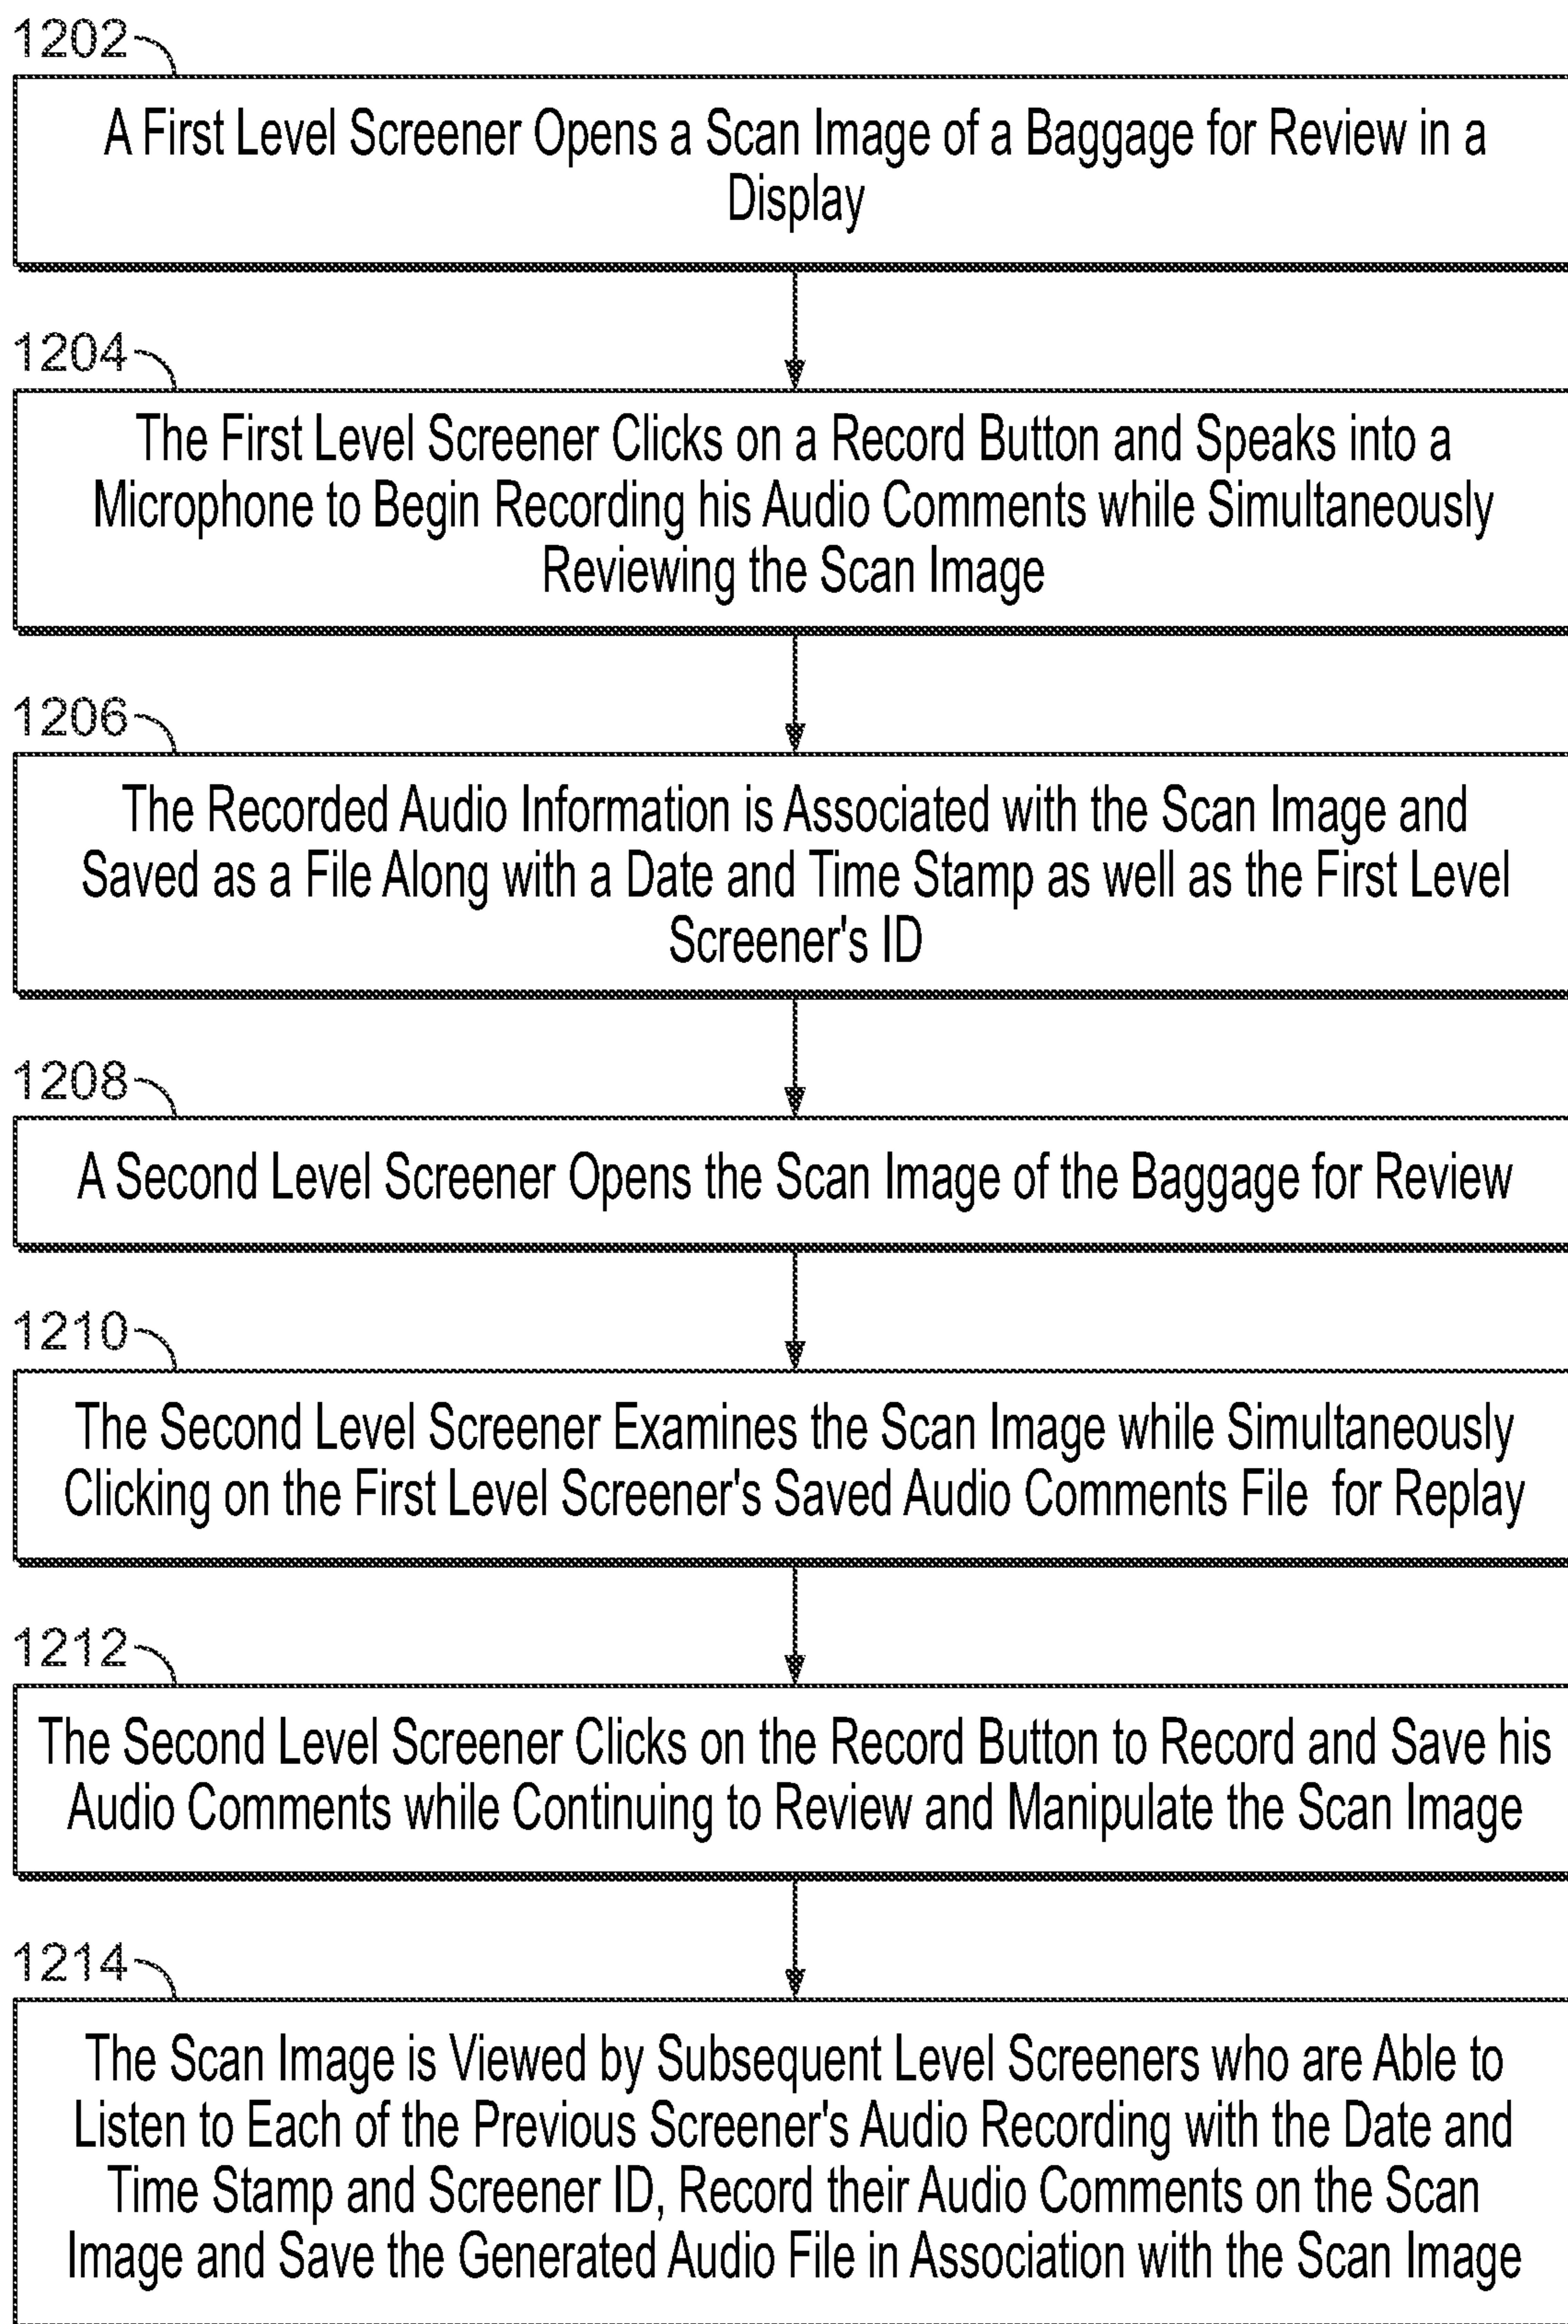 1202
A First Level Screener Opens a Scan Image of a Baggage for Review in a
Display
1204
The First Level Screener Clicks on a Record Button and Speaks into a
Microphone to Begin Recording his Audio Comments while Simultaneously
Reviewing the Scan Image
1206
The Recorded Audio Information is Associated with the Scan Image and
Saved as a File Along with a Date and Time Stamp as well as the First Level
Screener's ID
1208
A Second Level Screener Opens the Scan Image of the Baggage for Review
1210
The Second Level Screener Examines the Scan Image while Simultaneously
Clicking on the First Level Screener's Saved Audio Comments File for Replay
1212
The Second Level Screener Clicks on the Record Button to Record and Save his
Audio Comments while Continuing to Review and Manipulate the Scan Image
1214
The Scan Image is Viewed by Subsequent Level Screeners who are Able to
Listen to Each of the Previous Screener's Audio Recording with the Date and
Time Stamp and Screener ID, Record their Audio Comments on the Scan
Image and Save the Generated Audio File in Association with the Scan Image